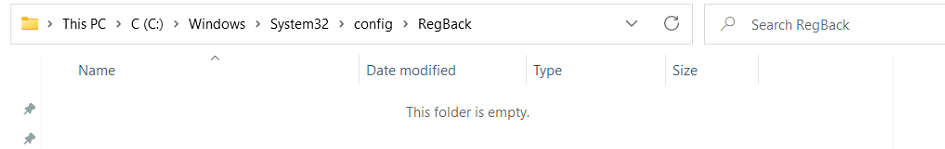 This PC > C (C:) > Windows > System32 > config > RegBack
Search RegBack
Name Date modified Type Size
This folder is empty.